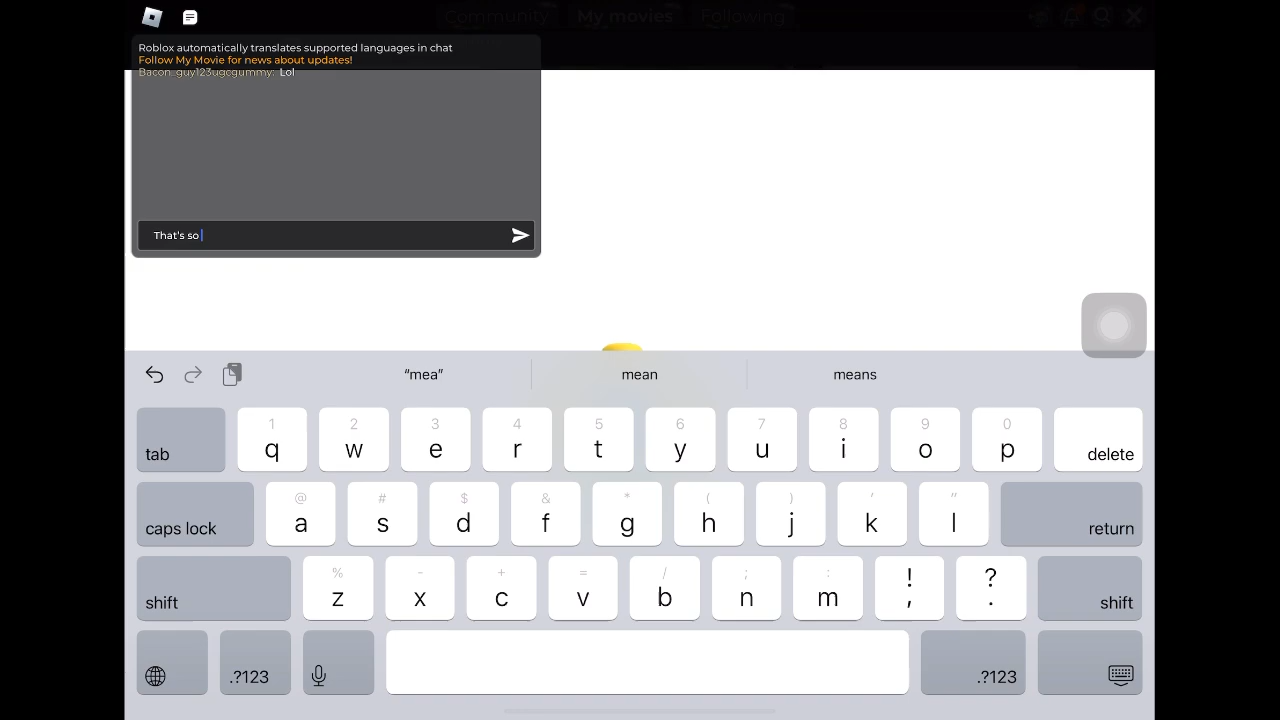 Community My movies Following
Roblox automatically translates supported languages in chat
Follow My Movie for news about updates!
Bacon_guy123ugcgummy: Lol
That's so
“mea” mean means
1 2 3 4 5 6 7 8 9 0
tab q w e r t y u i o p delete
@ # $ & * ( ) ' "
caps lock a s d f g h j k l return
% - + = / ; : ! ?
shift z x c v b n m , . shift
.?123 .?123